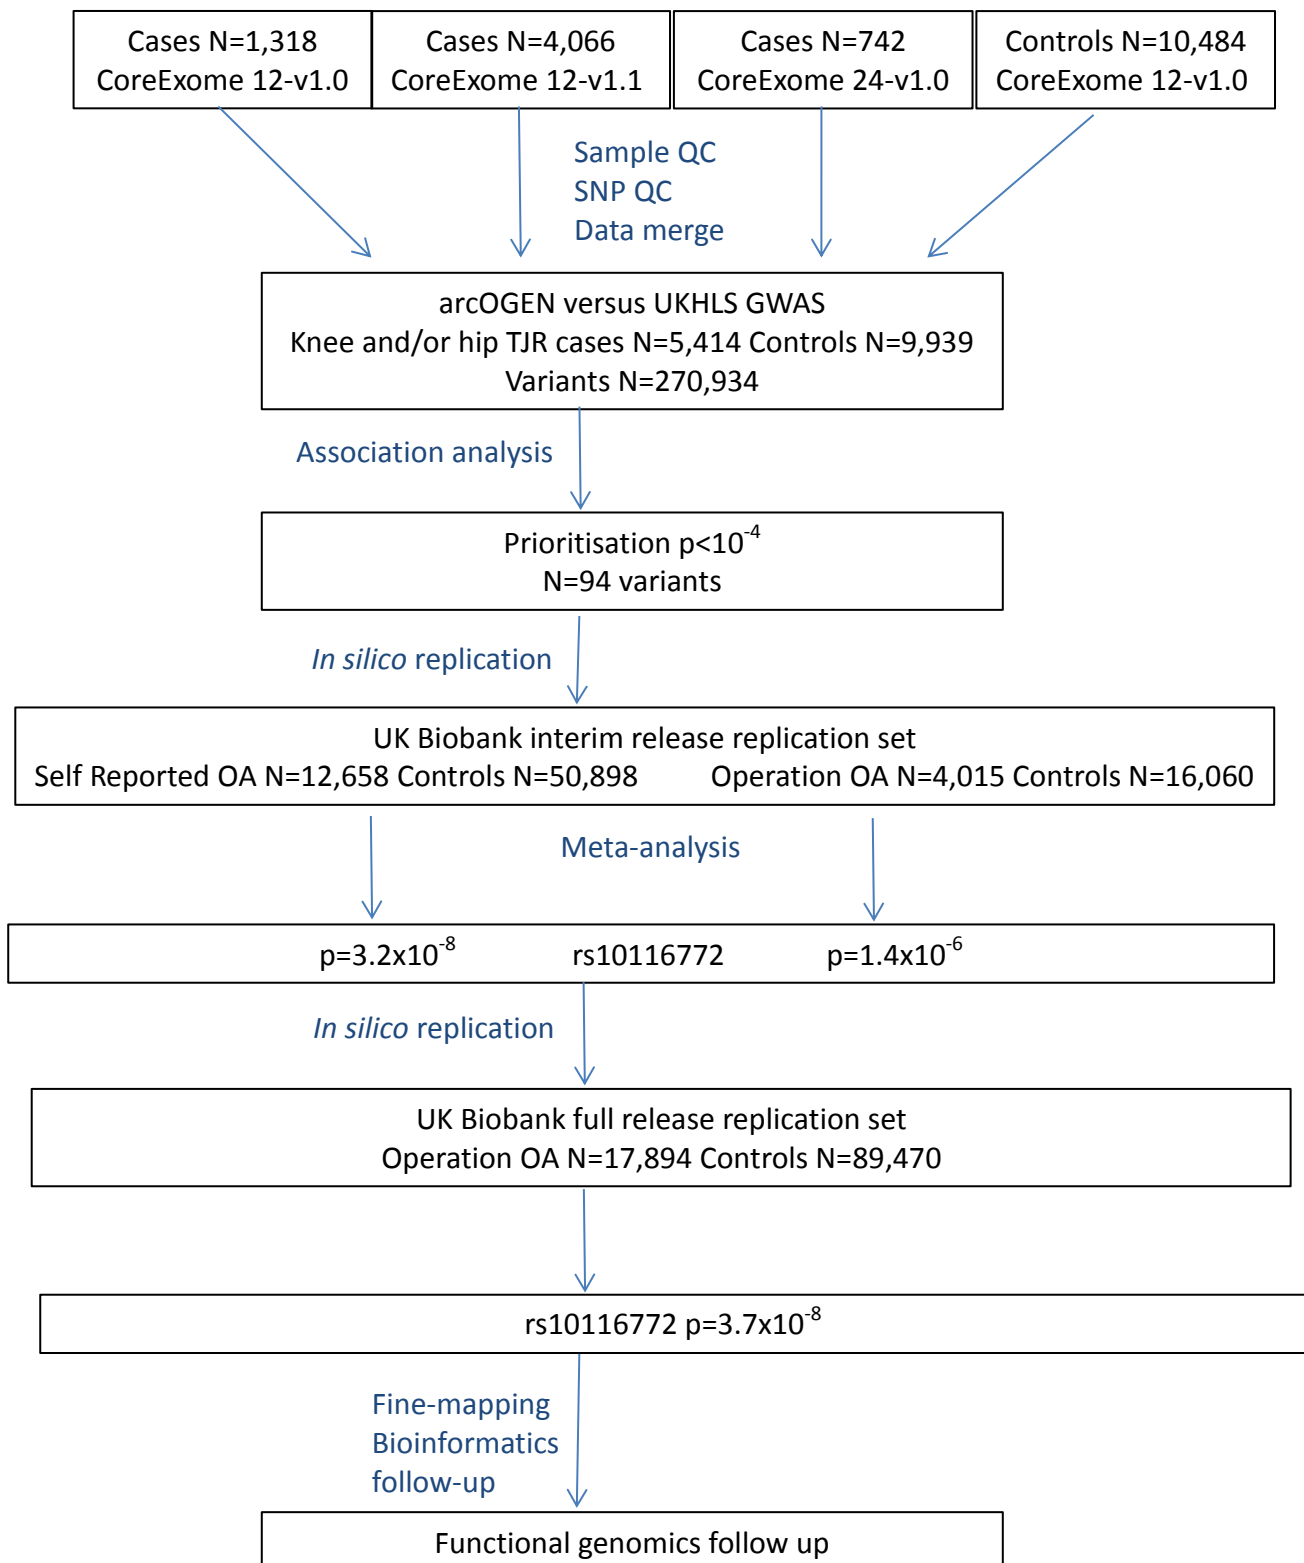 Cases N=1,318
CoreExome 12-v1.0
Cases N=4,066
CoreExome 12-v1.1
Cases N=742
CoreExome 24-v1.0
Controls N=10,484
CoreExome 12-v1.0
Sample QC
SNP QC
Data merge
arcOGEN versus UKHLS GWAS
Knee and/or hip TJR cases N=5,414 Controls N=9,939
Variants N=270,934
Association analysis
Prioritisation p<10⁻⁴
N=94 variants
In silico replication
UK Biobank interim release replication set
Self Reported OA N=12,658 Controls N=50,898 Operation OA N=4,015 Controls N=16,060
Meta-analysis
p=3.2x10⁻⁸ rs10116772 p=1.4x10⁻⁶
In silico replication
UK Biobank full release replication set
Operation OA N=17,894 Controls N=89,470
rs10116772 p=3.7x10⁻⁸
Fine-mapping
Bioinformatics
follow-up
Functional genomics follow up